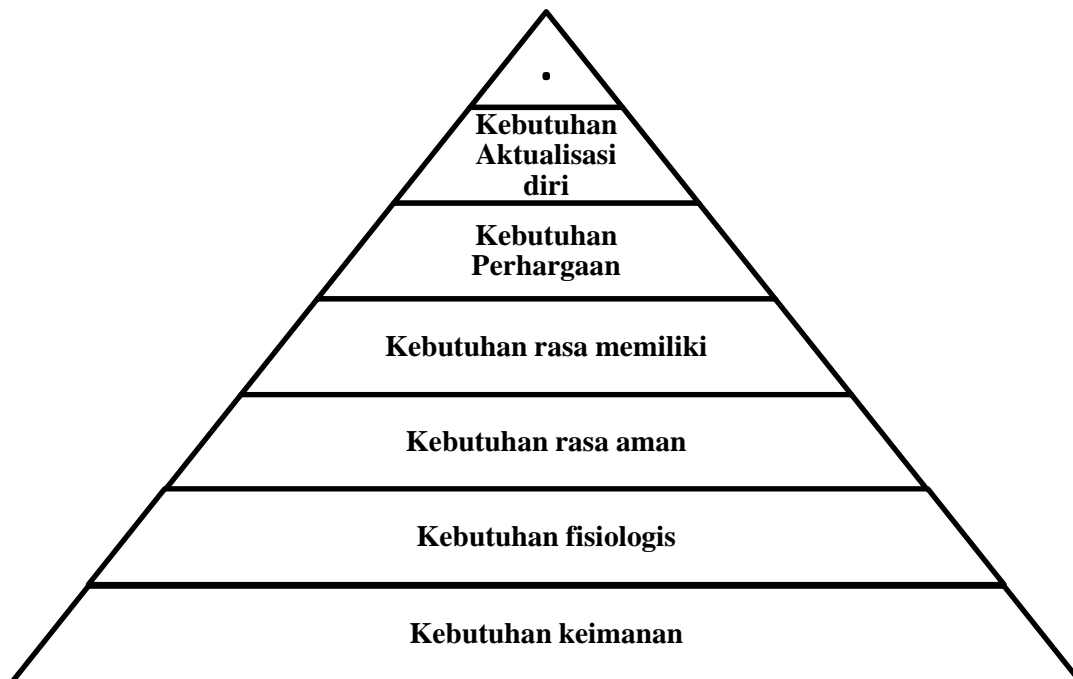 .
Kebutuhan
Aktualisasi
diri
Kebutuhan
Perhargaan
Kebutuhan rasa memiliki
Kebutuhan rasa aman
Kebutuhan fisiologis
Kebutuhan keimanan